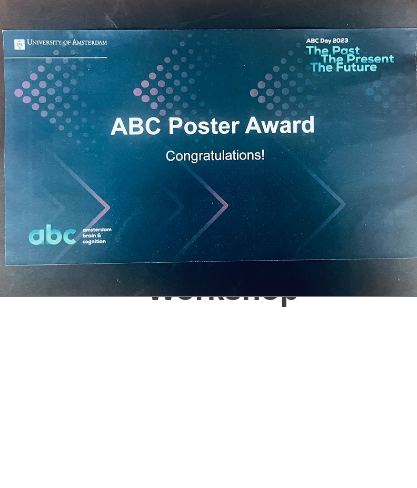 UNIVERSITY OF AMSTERDAM
ABC Day 2023
The Past
The Present
The Future
ABC Poster Award
Congratulations!
abc
amsterdam
brain &
cognition
Workshop